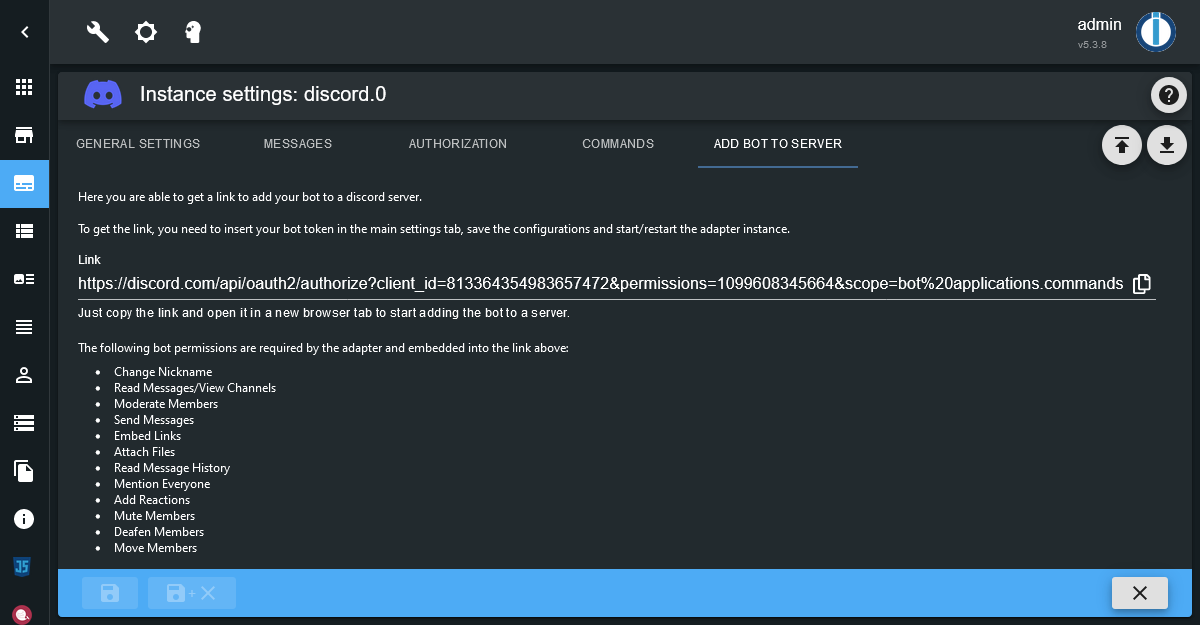 admin
v5.3.8
Instance settings: discord.0
GENERAL SETTINGS
MESSAGES
AUTHORIZATION
COMMANDS
ADD BOT TO SERVER
Here you are able to get a link to add your bot to a discord server.
To get the link, you need to insert your bot token in the main settings tab, save the configurations and start/restart the adapter instance.
Link
https://discord.com/api/oauth2/authorize?client_id=813364354983657472&permissions=1099608345664&scope=bot%20applications.commands
Just copy the link and open it in a new browser tab to start adding the bot to a server.
The following bot permissions are required by the adapter and embedded into the link above:
• Change Nickname
• Read Messages/View Channels
• Moderate Members
• Send Messages
• Embed Links
• Attach Files
• Read Message History
• Mention Everyone
• Add Reactions
• Mute Members
• Deafen Members
• Move Members
JS
+